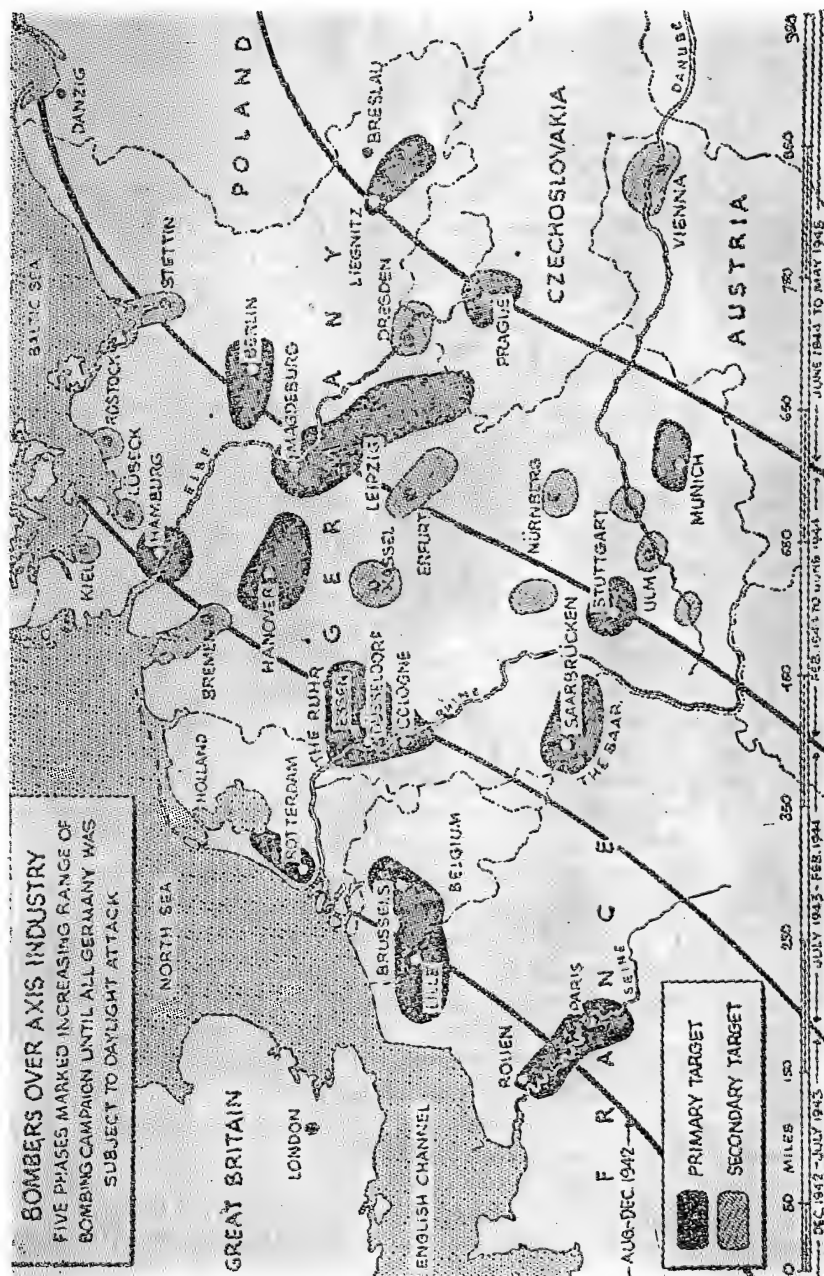 BOMBERS OVER AXIS INDUSTRY
FIVE PHASES MARKED INCREASING RANGE OF
BOMBING CAMPAIGN UNTIL ALL GERMANY WAS
SUBJECT TO DAYLIGHT ATTACK
BALTIC SEA
DANZIG
KIEL
LÜBECK
ROSTOCK
STETTIN
HAMBURG
ELBE
NORTH SEA
HOLLAND
BREMEN
HANOVER
BERLIN
MAGDEBURG
POLAND
GREAT BRITAIN
LONDON
ROTTERDAM
THE RUHR
ESSEN
DÜSSELDORF
COLOGNE
RHINE
GERMANY
KASSEL
LEIPZIG
ERFURT
DRESDEN
LIEGNITZ
BRESLAU
ENGLISH CHANNEL
BRUSSELS
LILLE
BELGIUM
PRAGUE
CZECHOSLOVAKIA
ROUEN
PARIS
SEINE
FRANCE
SAARBRÜCKEN
THE SAAR
NÜRNBERG
STUTTGART
ULM
MUNICH
VIENNA
DANUBE
AUSTRIA
AUG-DEC 1942
PRIMARY TARGET
SECONDARY TARGET
0 50 MILES 150 250 350 450 550 650 750 850
DEC. 1942 - JULY 1943 JULY 1943 - FEB. 1944 FEB. 1944 TO JUNE 1944 JUNE 1944 TO MAY 1945